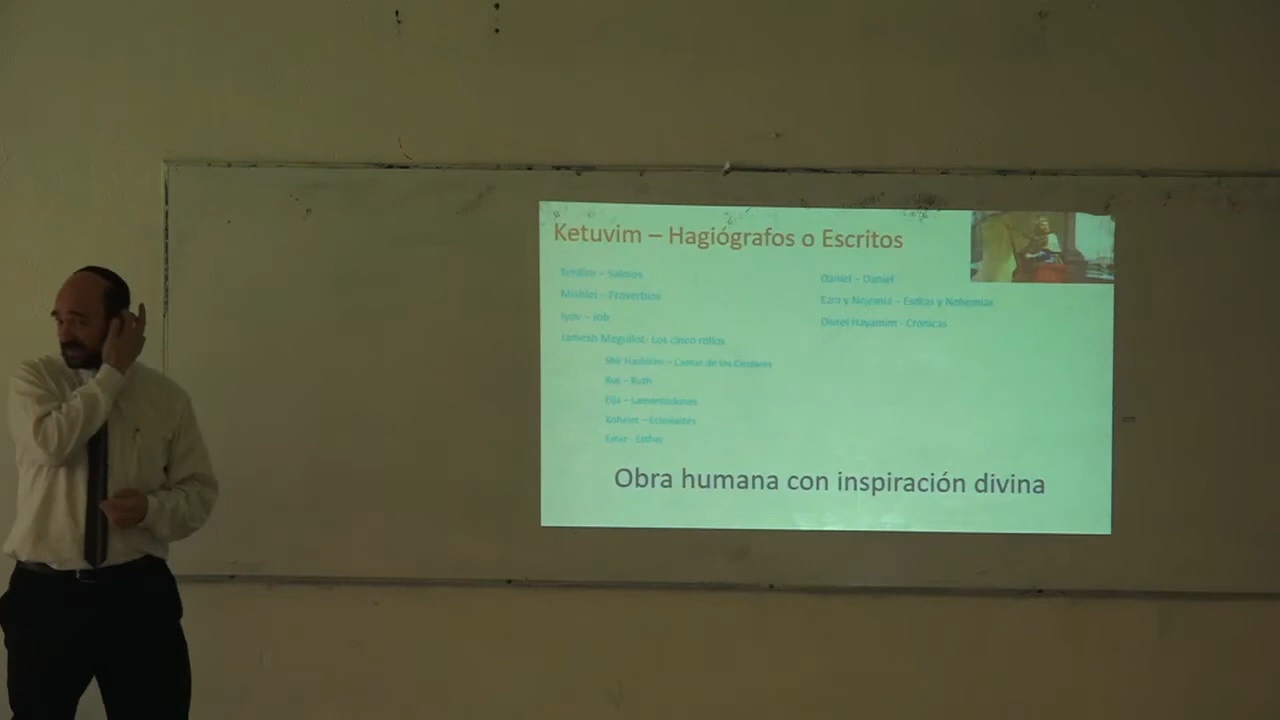 Ketuvim – Hagiógrafos o Escritos
Tehilim – Salmos
Mishlei – Proverbios
Iyov – Job
Jamesh Meguilot- Los cinco rollos
Shir Hashirim – Cantar de los Cantares
Rut – Ruth
Eija – Lamentaciones
Kohelet – Eclesiastes
Ester - Esther
Daniel – Daniel
Ezra y Nejemia – Esdras y Nehemias
Divrei Hayamim - Cronicas
Obra humana con inspiración divina